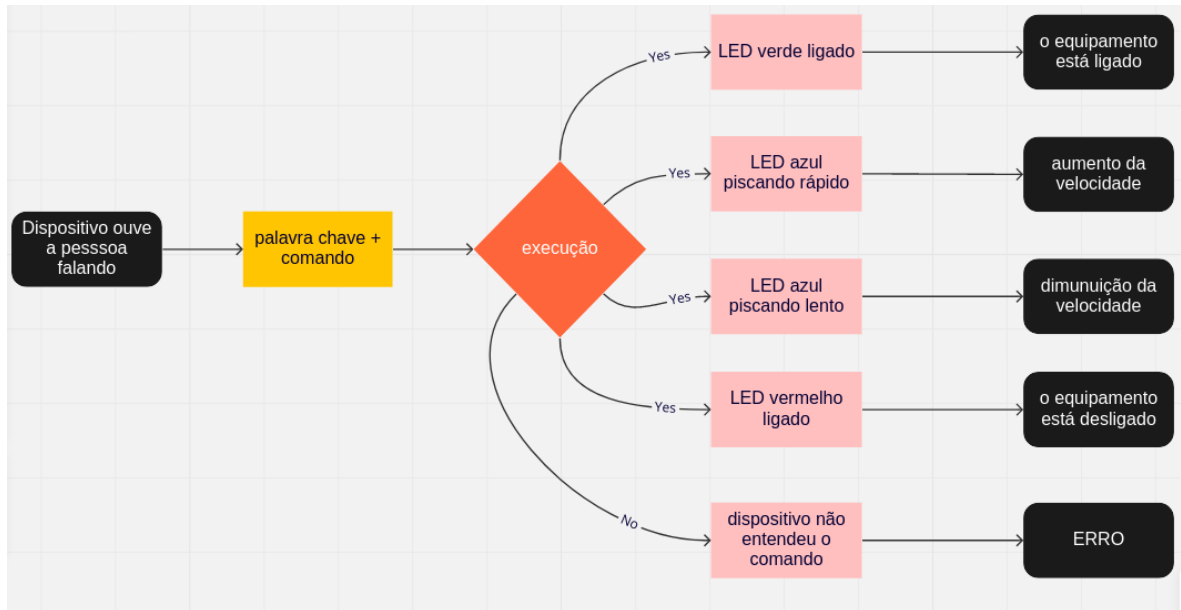 Dispositivo ouve
a pesssoa
falando
palavra chave +
comando
execução
Yes
LED verde ligado
o equipamento
está ligado
Yes
LED azul
piscando rápido
aumento da
velocidade
Yes
LED azul
piscando lento
dimunuição da
velocidade
Yes
LED vermelho
ligado
o equipamento
está desligado
No
dispositivo não
entendeu o
comando
ERRO